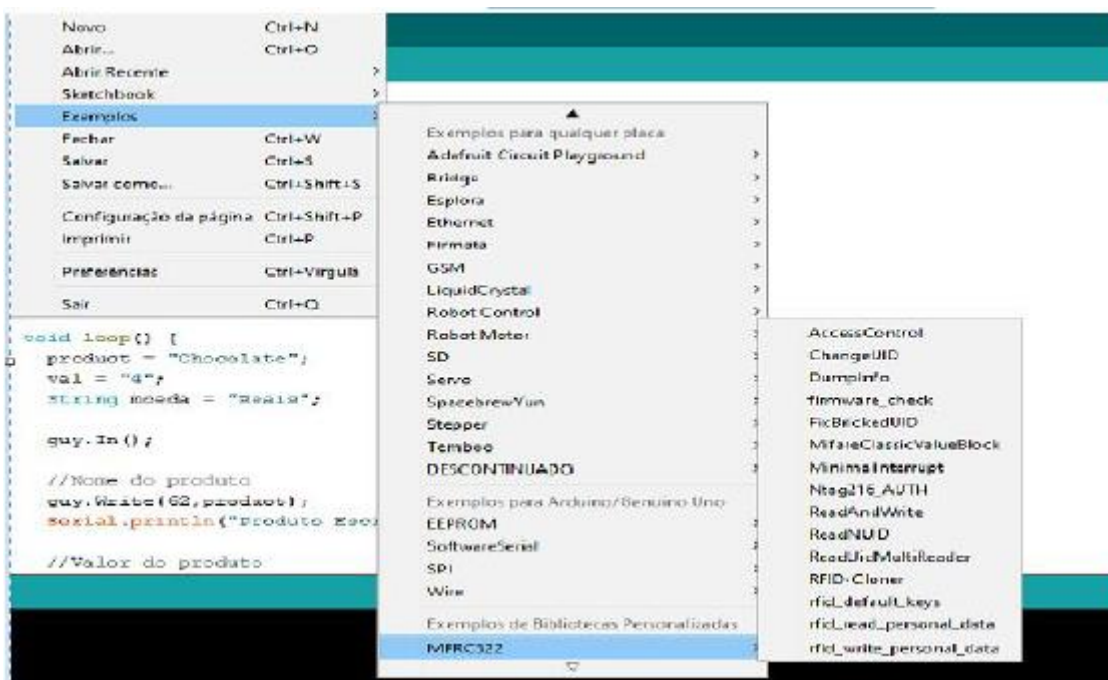 Novo Ctrl+N
Abrir... Ctrl+O
Abrir Recente
Sketchbook
Exemplos
Fechar Ctrl+W
Salvar Ctrl+S
Salvar como... Ctrl+Shift+S
Configuração da página Ctrl+Shift+P
Imprimir Ctrl+P
Preferências Ctrl+Vírgula
Sair Ctrl+Q
void loop() {
product = "Chocolate";
val = "4";
String moeda = "Reais";
guy.In();
//Nome do produto
guy.Write(62,product);
Serial.println("Produto Esco
//Valor do produto
Exemplos para qualquer placa
Adafruit Circuit Playground
Bridge
Esplora
Ethernet
Firmata
GSM
LiquidCrystal
Robot Control
Robot Motor
SD
Servo
SpacebrewYun
Stepper
Temboo
DESCONTINUADO
Exemplos para Arduino/Genuino Uno
EEPROM
SoftwareSerial
SPI
Wire
Exemplos de Bibliotecas Personalizadas
MFRC522
AccessControl
ChangeUID
DumpInfo
firmware_check
FixBrickedUID
MifareClassicValueBlock
MinimalInterrupt
Ntag216_AUTH
ReadAndWrite
ReadNUID
ReadUidMultiReader
RFID-Cloner
rfid_default_keys
rfid_read_personal_data
rfid_write_personal_data